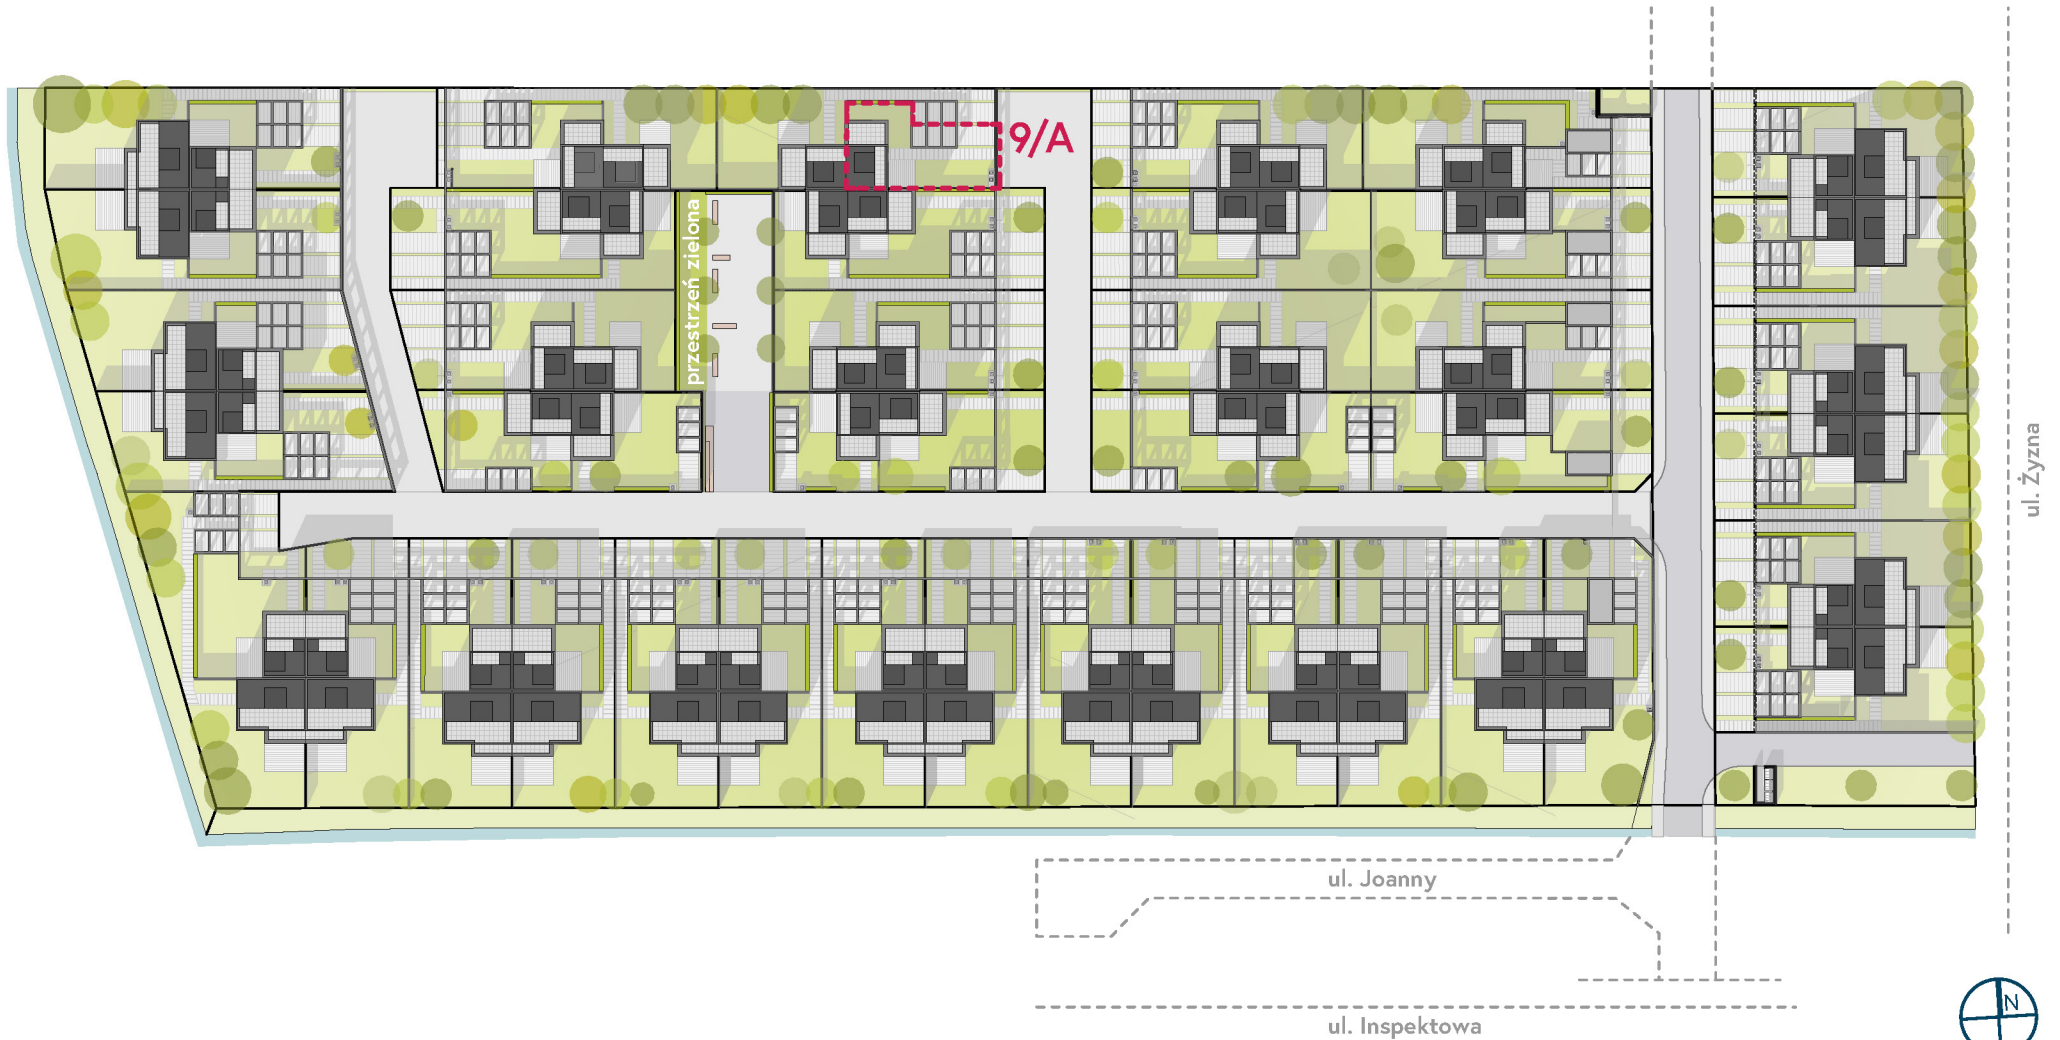 9/A
przestrzeń zielona
ul. Żyzna
ul. Joanny
ul. Inspektowa
N